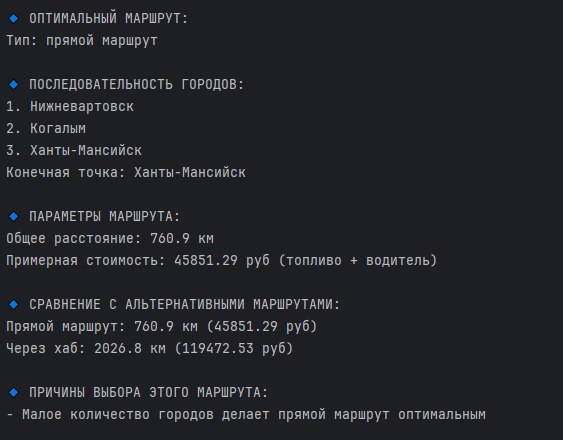 🔹 ОПТИМАЛЬНЫЙ МАРШРУТ:
Тип: прямой маршрут
🔹 ПОСЛЕДОВАТЕЛЬНОСТЬ ГОРОДОВ:
1. Нижневартовск
2. Когалым
3. Ханты-Мансийск
Конечная точка: Ханты-Мансийск
🔹 ПАРАМЕТРЫ МАРШРУТА:
Общее расстояние: 760.9 км
Примерная стоимость: 45851.29 руб (топливо + водитель)
🔹 СРАВНЕНИЕ С АЛЬТЕРНАТИВНЫМИ МАРШРУТАМИ:
Прямой маршрут: 760.9 км (45851.29 руб)
Через хаб: 2026.8 км (119472.53 руб)
🔹 ПРИЧИНЫ ВЫБОРА ЭТОГО МАРШРУТА:
- Малое количество городов делает прямой маршрут оптимальным